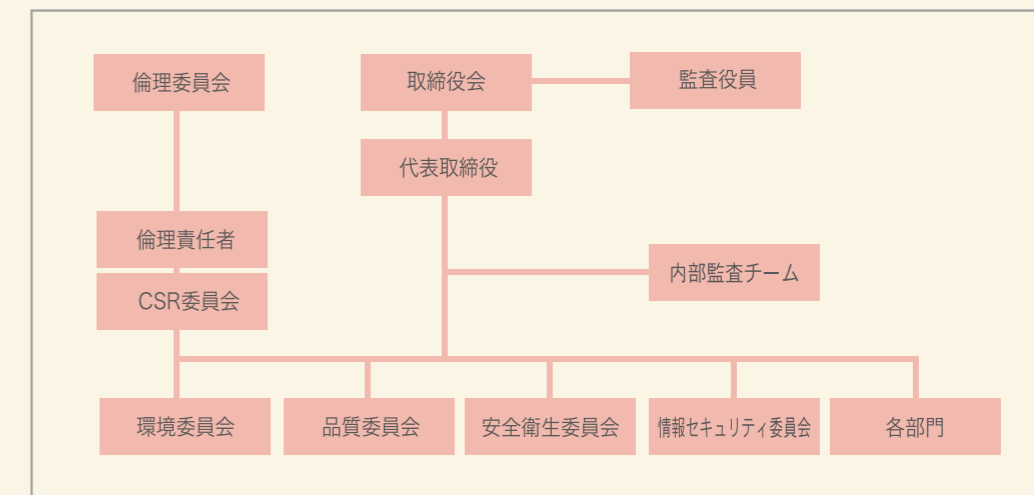 倫理委員会
取締役会
監査役員
代表取締役
倫理責任者
内部監査チーム
CSR委員会
環境委員会
品質委員会
安全衛生委員会
情報セキュリティ委員会
各部門